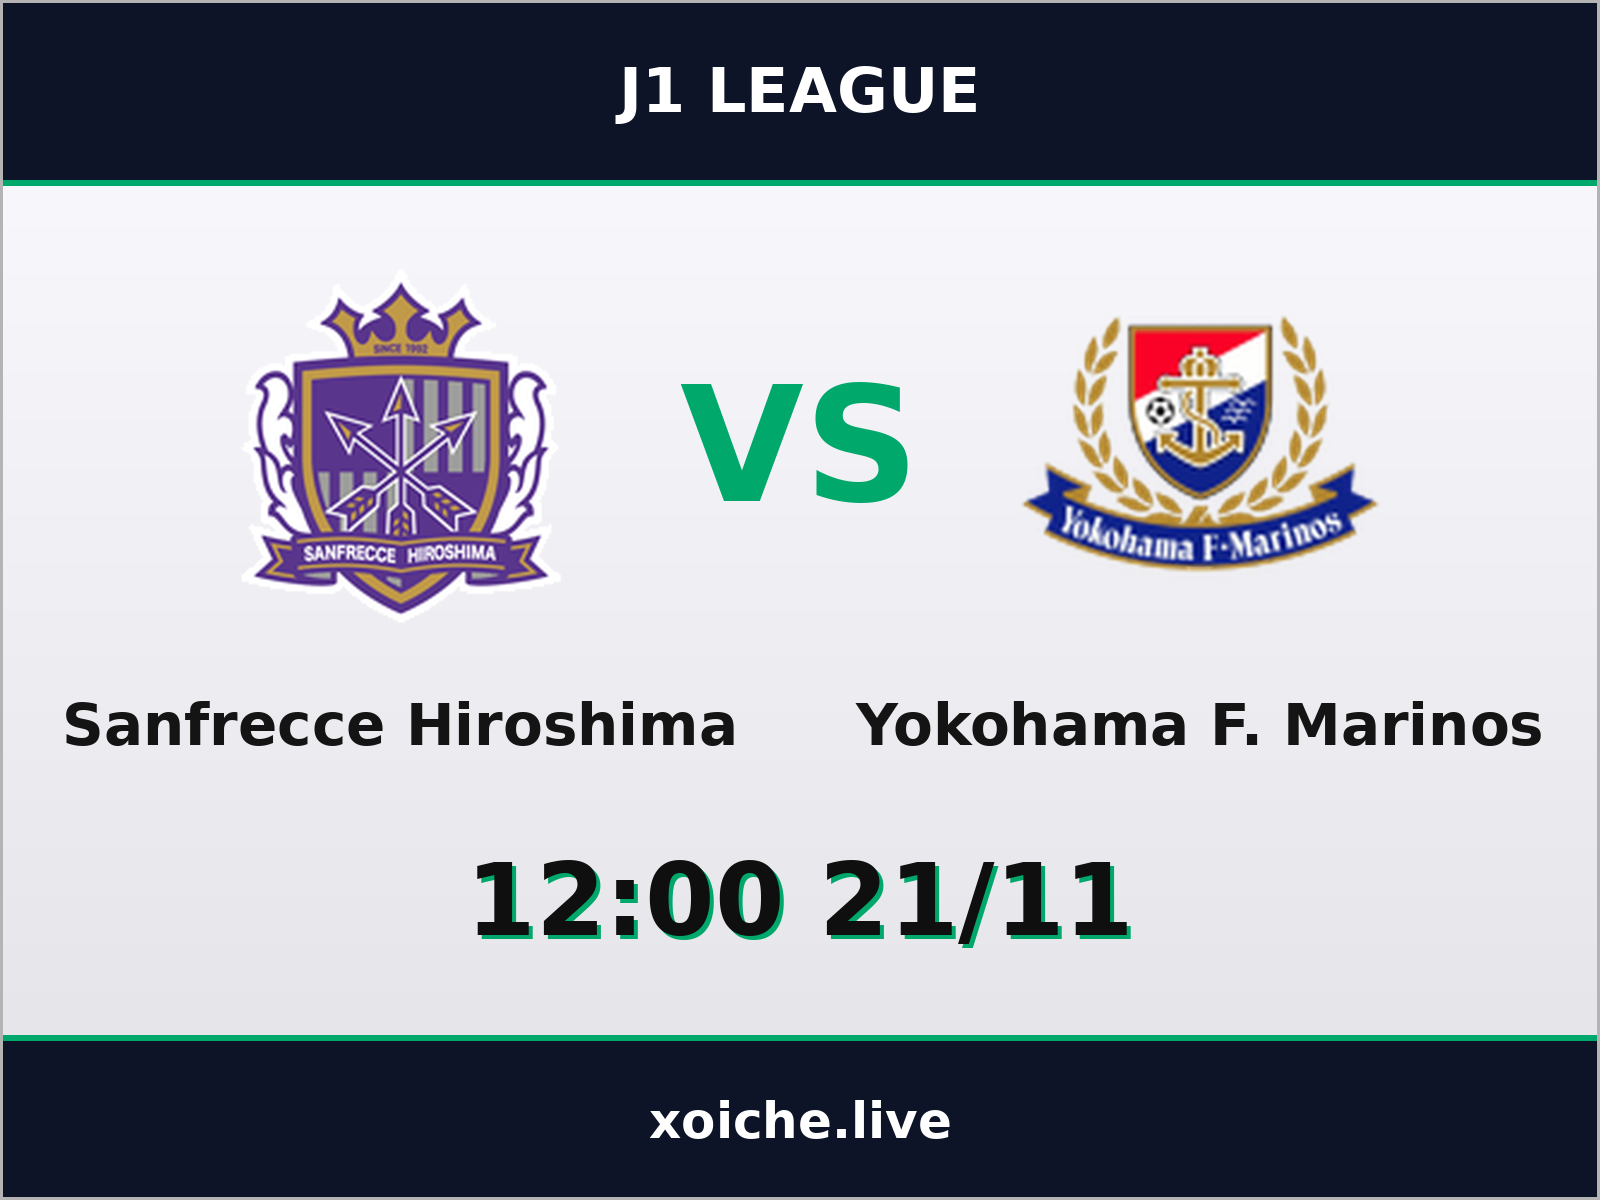 J1 LEAGUE
SINCE 1992
SANFRECCE HIROSHIMA
VS
Yokohama F·Marinos
Sanfrecce Hiroshima
Yokohama F. Marinos
12:00 21/11
xoiche.live